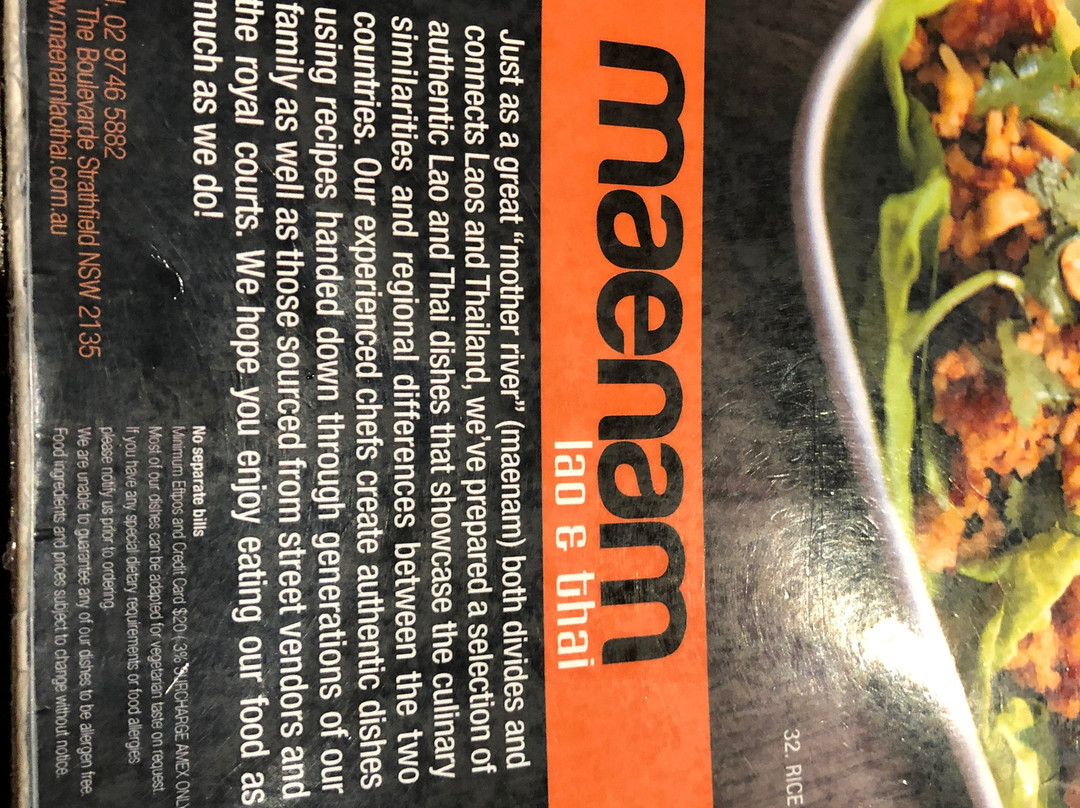 32. RICE
maenam
lao & thai
Just as a great “mother river” (maenam) both divides and
connects Laos and Thailand, we've prepared a selection of
authentic Lao and Thai dishes that showcase the culinary
similarities and regional differences between the two
countries. Our experienced chefs create authentic dishes
using recipes handed down through generations of our
family as well as those sourced from street vendors and
the royal courts. We hope you enjoy eating our food as
much as we do!
No separate bills
Minimum Eftpos and Credit Card $20 ( 3% SURCHARGE AMEX ONLY
Most of our dishes can be adapted for vegetarian taste on request.
If you have any special dietary requirements or food allergies
please notify us prior to ordering.
We are unable to guarantee any of our dishes to be allergen free.
Food ingredients and prices subject to change without notice.
02 9746 5882
The Boulevarde Strathfield NSW 2135
w.maenamlaothai.com.au